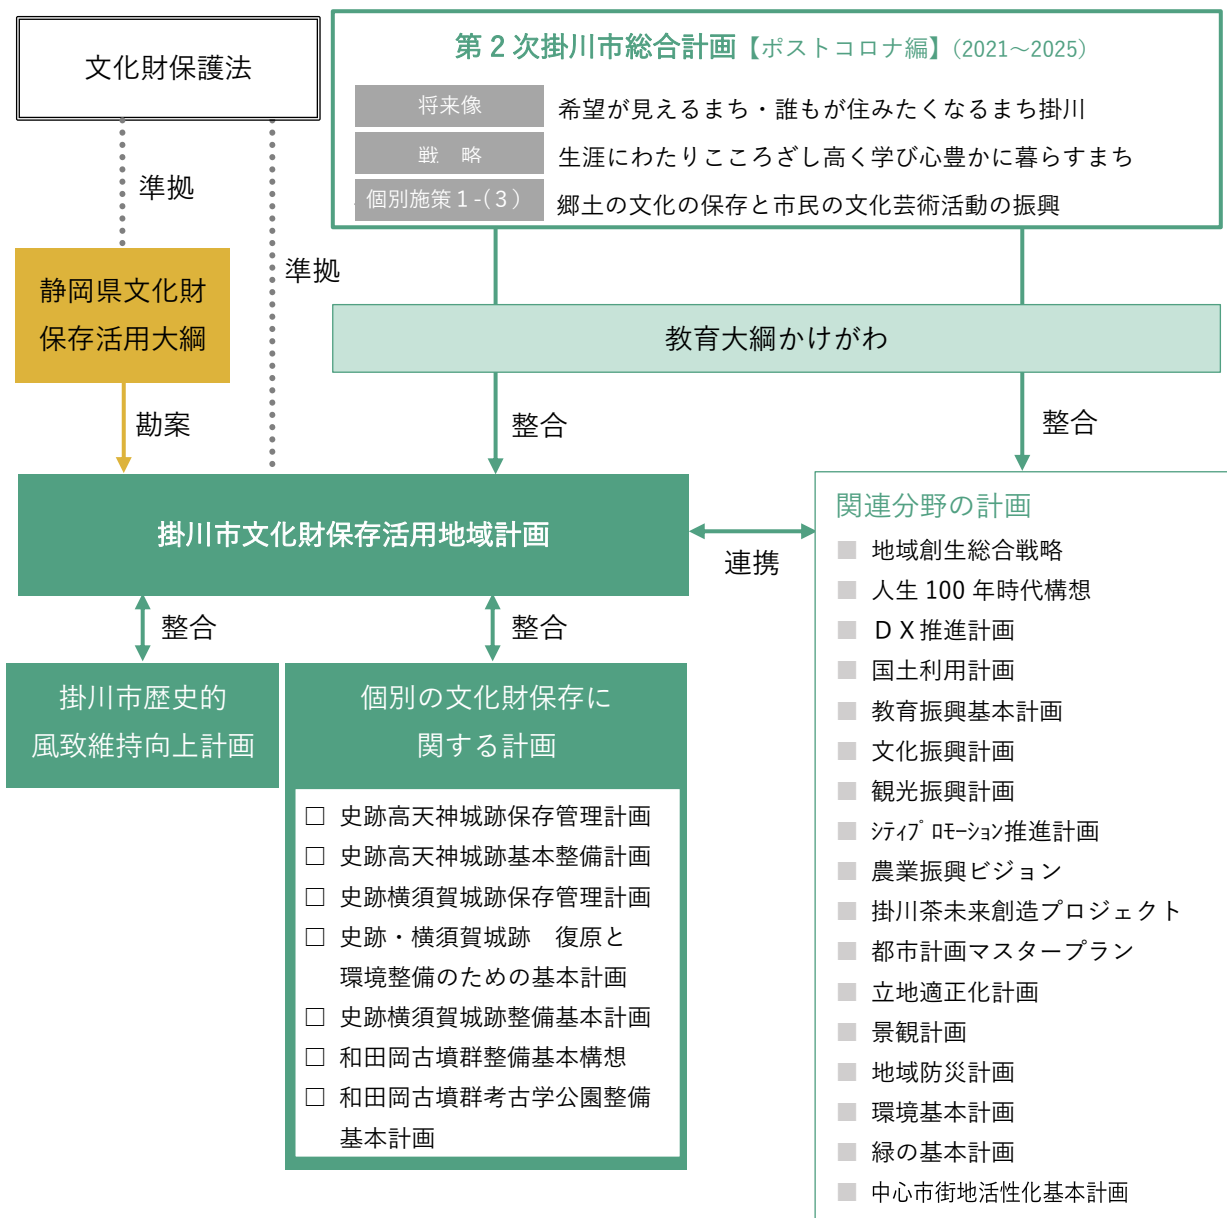 文化財保護法
第２次掛川市総合計画【ポストコロナ編】(2021～2025)
将来像
希望が見えるまち・誰もが住みたくなるまち掛川
戦　略
生涯にわたりこころざし高く学び心豊かに暮らすまち
個別施策１-(３)
郷土の文化の保存と市民の文化芸術活動の振興
準拠
準拠
静岡県文化財
保存活用大綱
教育大綱かけがわ
勘案
整合
整合
掛川市文化財保存活用地域計画
連携
整合
整合
掛川市歴史的
風致維持向上計画
個別の文化財保存に
関する計画
□ 史跡高天神城跡保存管理計画
□ 史跡高天神城跡基本整備計画
□ 史跡横須賀城跡保存管理計画
□ 史跡・横須賀城跡　復原と
環境整備のための基本計画
□ 史跡横須賀城跡整備基本計画
□ 和田岡古墳群整備基本構想
□ 和田岡古墳群考古学公園整備
基本計画
関連分野の計画
■ 地域創生総合戦略
■ 人生 100 年時代構想
■ ＤＸ推進計画
■ 国土利用計画
■ 教育振興基本計画
■ 文化振興計画
■ 観光振興計画
■ ｼﾃｨﾌﾟﾛﾓｰｼｮﾝ推進計画
■ 農業振興ビジョン
■ 掛川茶未来創造プロジェクト
■ 都市計画マスタープラン
■ 立地適正化計画
■ 景観計画
■ 地域防災計画
■ 環境基本計画
■ 緑の基本計画
■ 中心市街地活性化基本計画